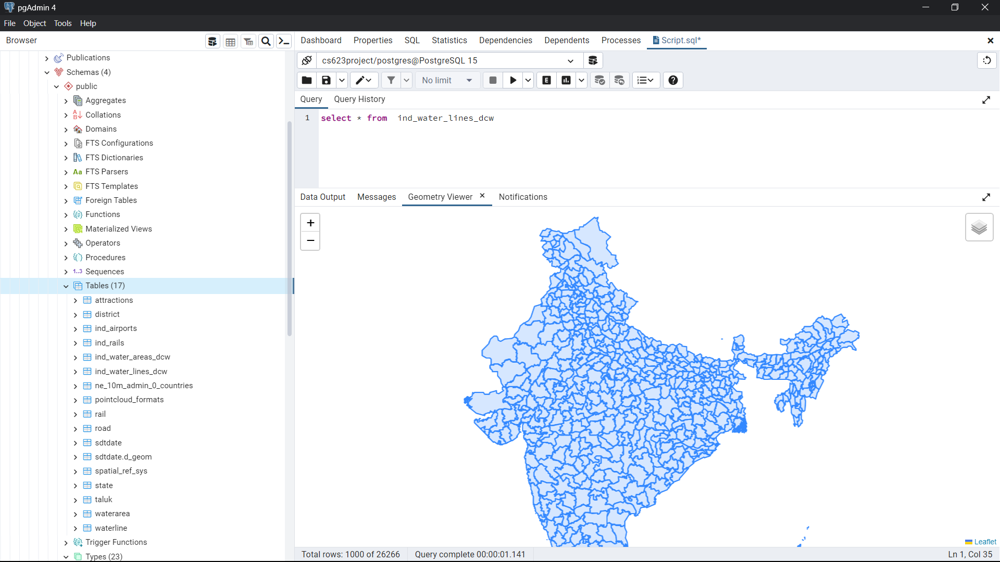 pgAdmin 4
File Object Tools Help
Browser
Dashboard Properties SQL Statistics Dependencies Dependents Processes Script.sql*
Publications
Schemas (4)
public
Aggregates
Collations
Domains
FTS Configurations
FTS Dictionaries
Aa FTS Parsers
FTS Templates
Foreign Tables
Functions
Materialized Views
Operators
Procedures
1..3 Sequences
Tables (17)
attractions
district
ind_airports
ind_rails
ind_water_areas_dcw
ind_water_lines_dcw
ne_10m_admin_0_countries
pointcloud_formats
rail
road
sdtdate
sdtdate.d_geom
spatial_ref_sys
state
taluk
waterarea
waterline
Trigger Functions
Types (23)
cs623project/postgres@PostgreSQL 15
No limit
E
Query Query History
1 select * from  ind_water_lines_dcw
Data Output Messages Geometry Viewer Notifications
+
−
Leaflet
Total rows: 1000 of 26266 Query complete 00:00:01.141 Ln 1, Col 35